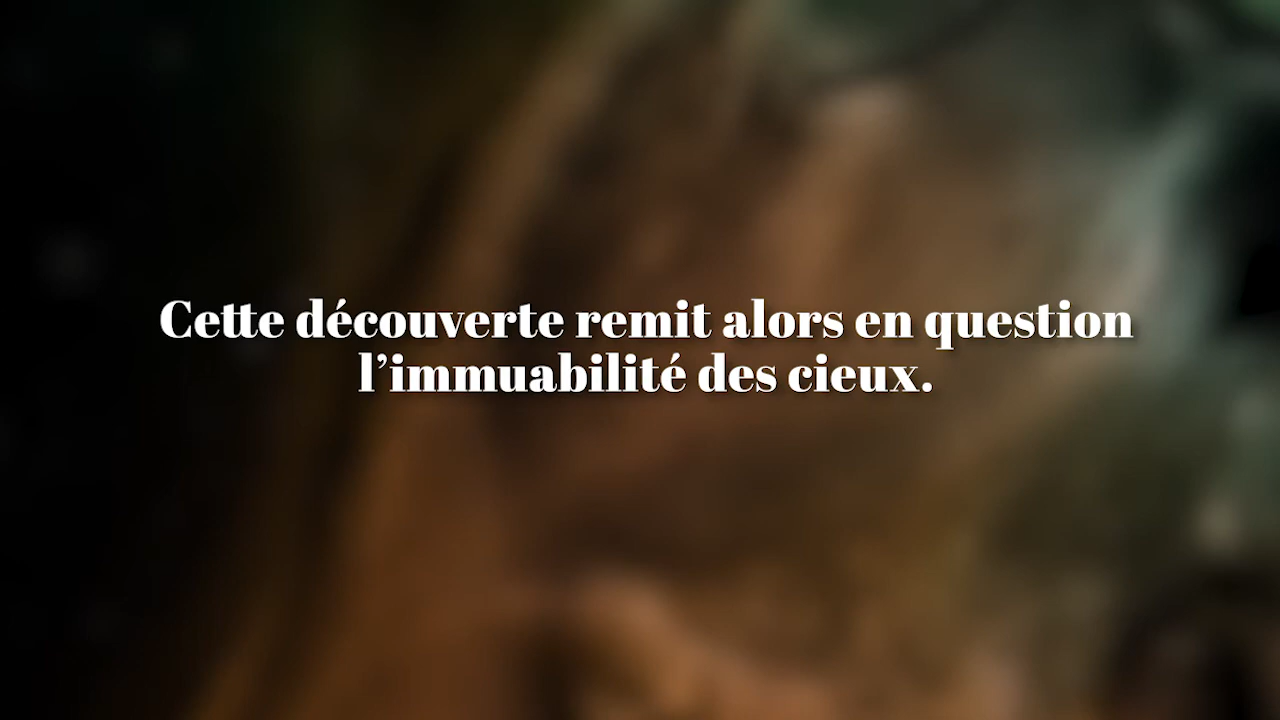 Cette découverte remit alors en question
l’immuabilité des cieux.